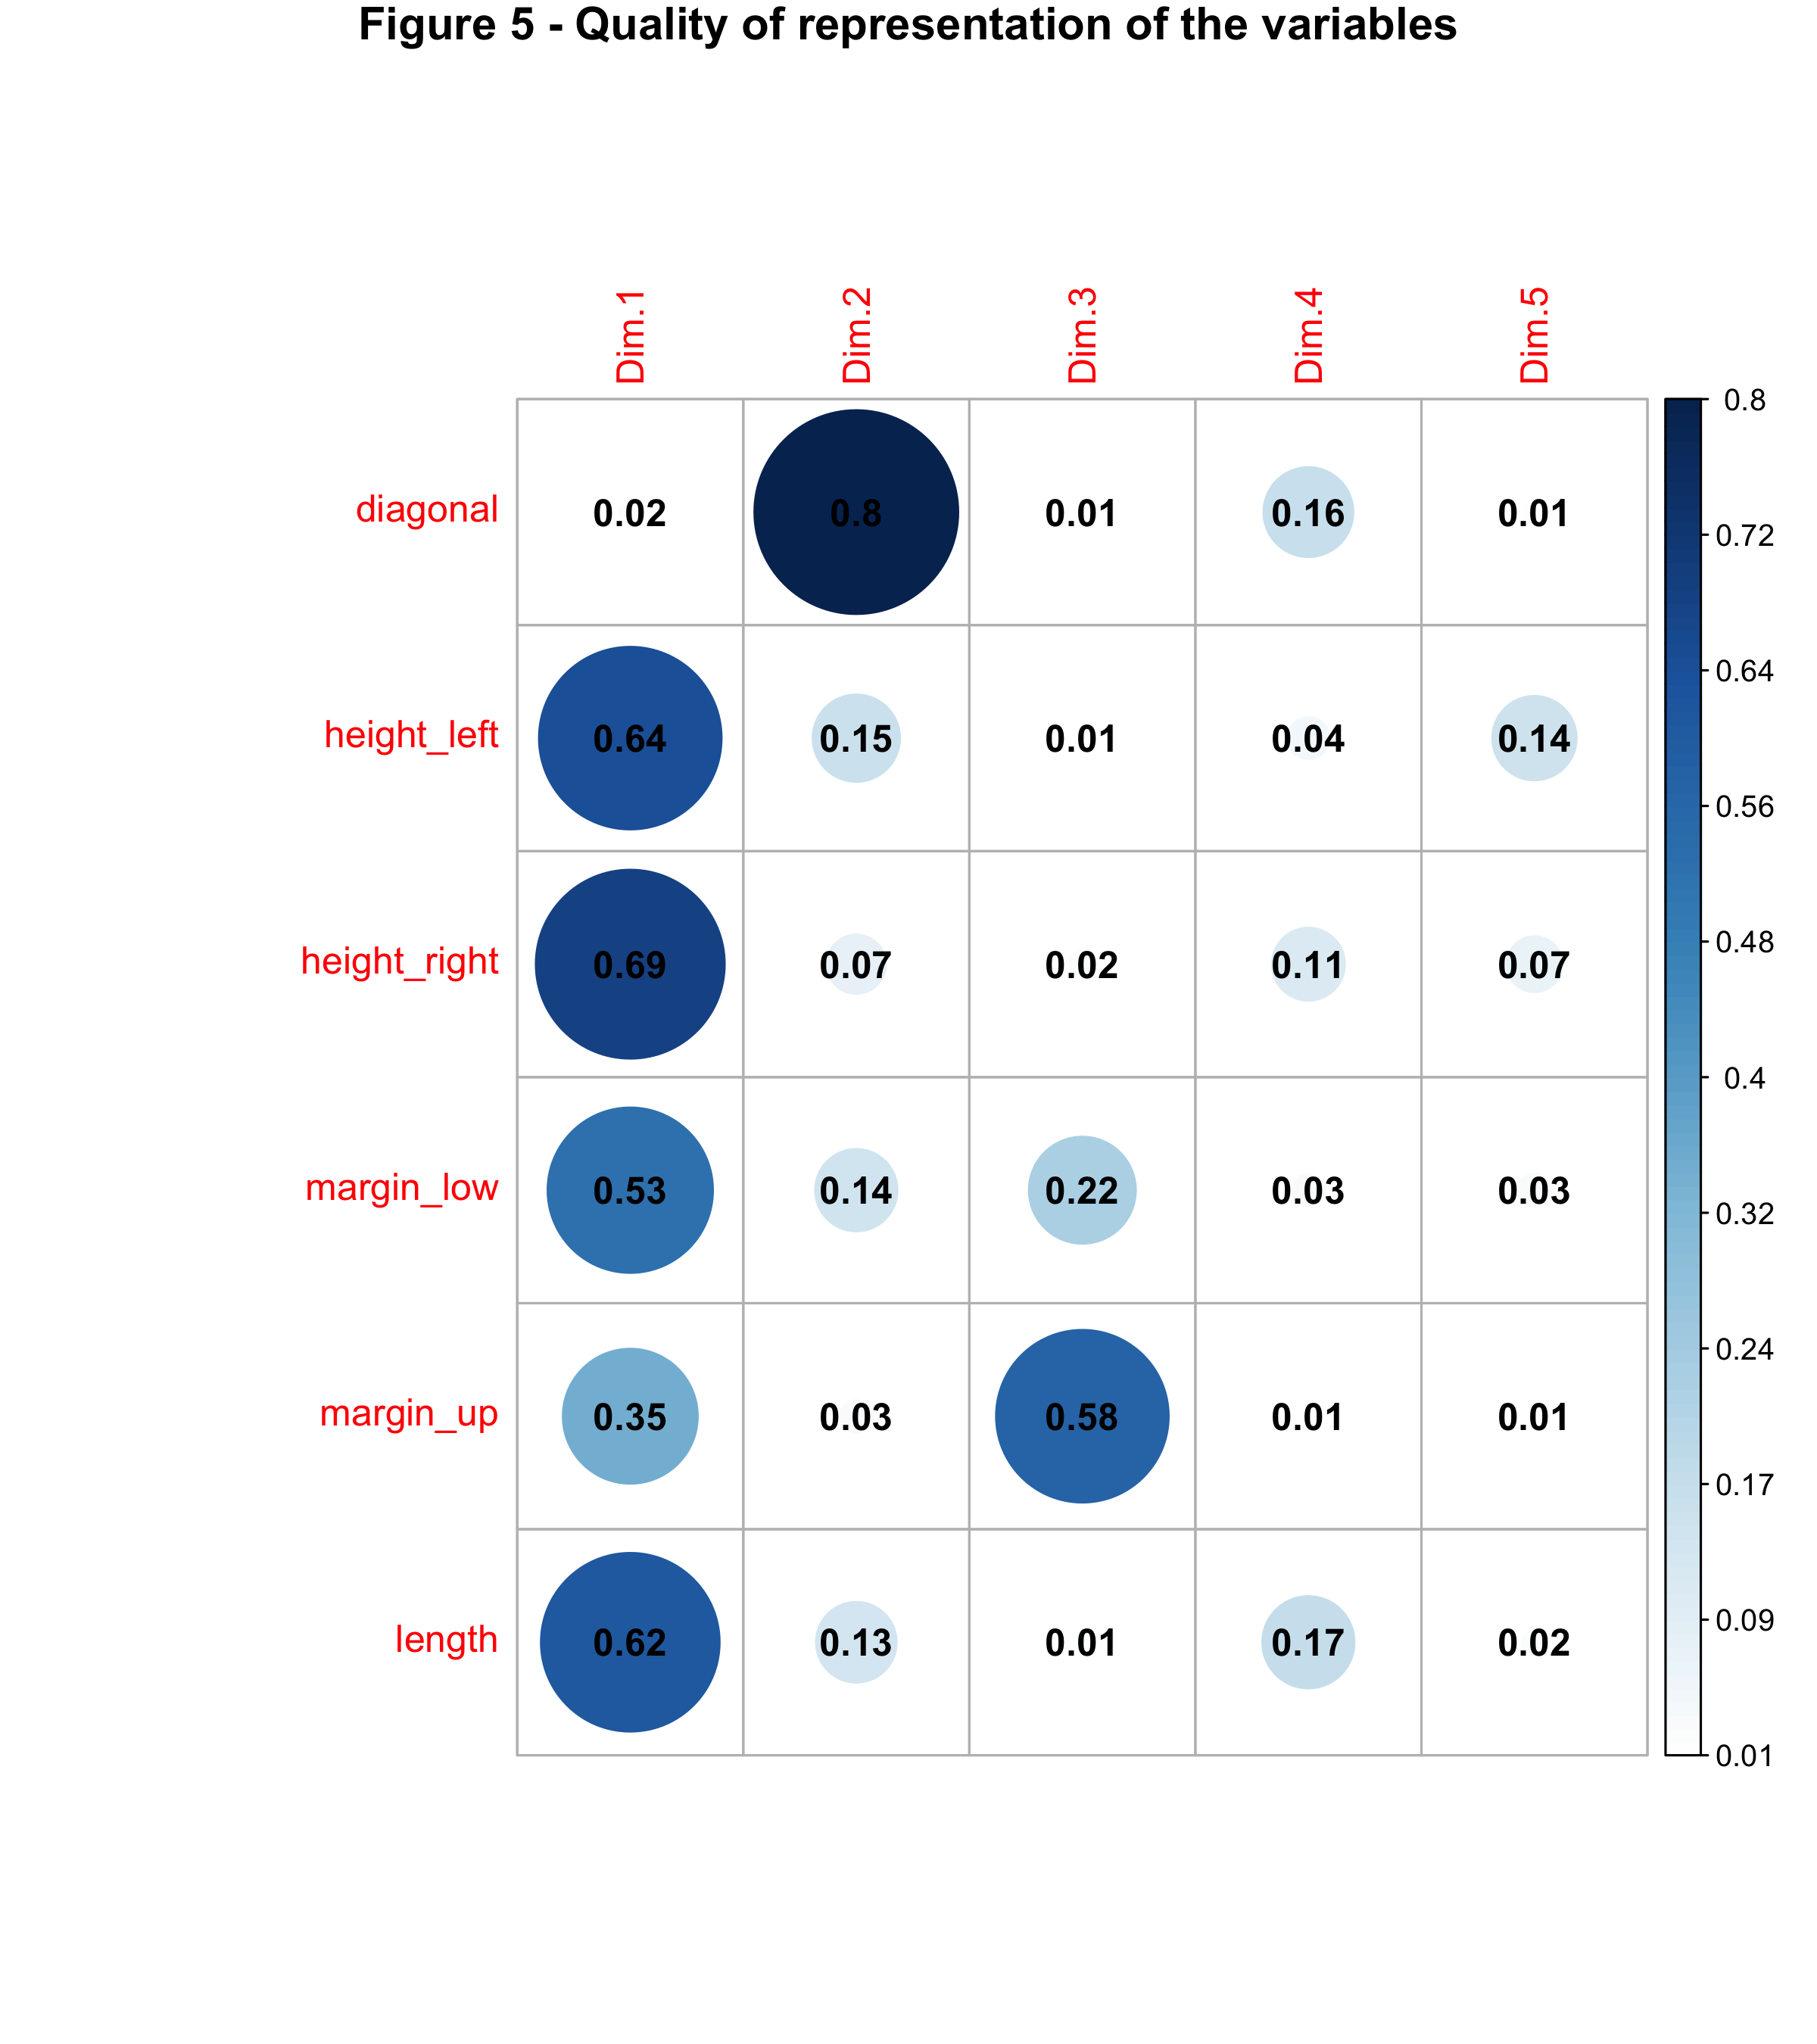 Figure 5 - Quality of representation of the variables
Dim.1 Dim.2 Dim.3 Dim.4 Dim.5
diagonal 0.02 0.8 0.01 0.16 0.01
height_left 0.64 0.15 0.01 0.04 0.14
height_right 0.69 0.07 0.02 0.11 0.07
margin_low 0.53 0.14 0.22 0.03 0.03
margin_up 0.35 0.03 0.58 0.01 0.01
length 0.62 0.13 0.01 0.17 0.02
0.8
0.72
0.64
0.56
0.48
0.4
0.32
0.24
0.17
0.09
0.01